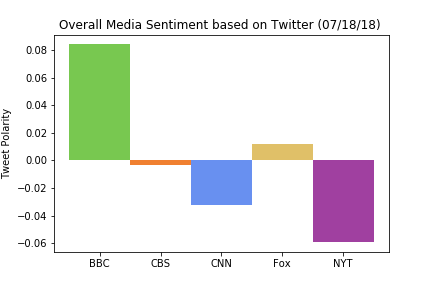 Overall Media Sentiment based on Twitter (07/18/18)
Tweet Polarity
0.08
0.06
0.04
0.02
0.00
−0.02
−0.04
−0.06
BBC CBS CNN Fox NYT